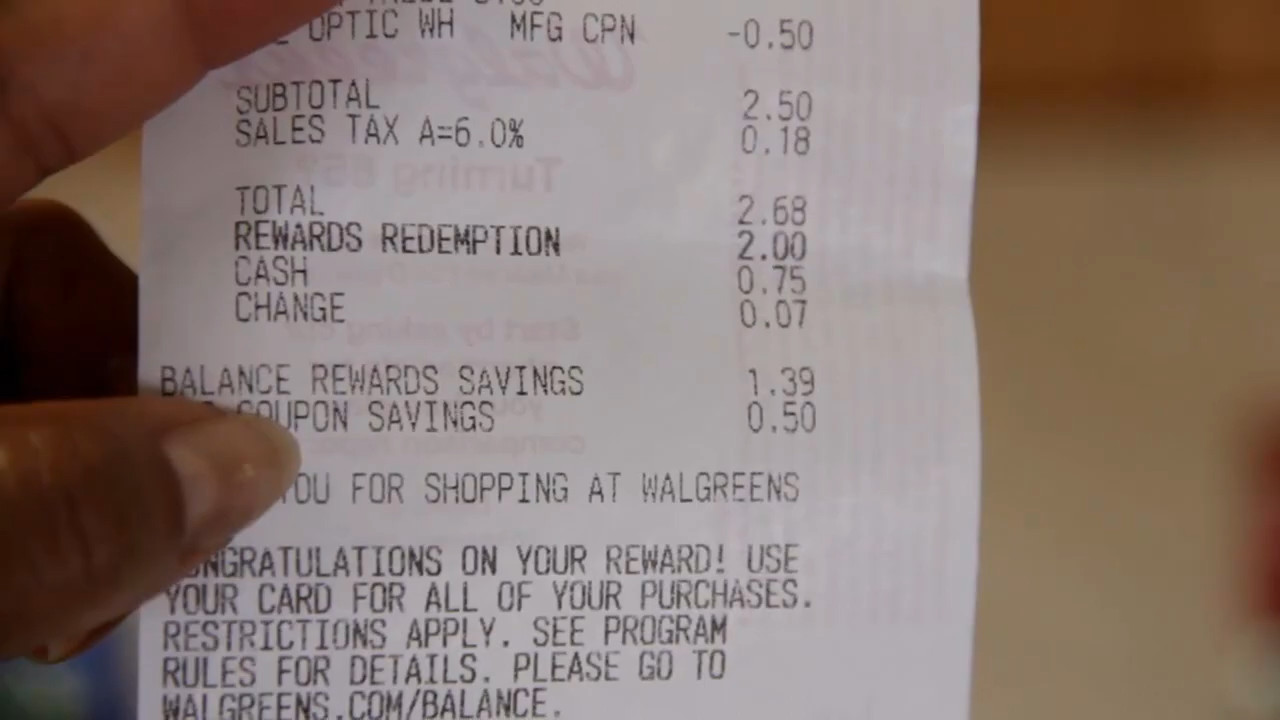 OPTIC WH MFG CPN -0.50
SUBTOTAL 2.50
SALES TAX A=6.0% 0.18
TOTAL 2.68
REWARDS REDEMPTION 2.00
CASH 0.75
CHANGE 0.07
BALANCE REWARDS SAVINGS 1.39
COUPON SAVINGS 0.50
YOU FOR SHOPPING AT WALGREENS
CONGRATULATIONS ON YOUR REWARD! USE
YOUR CARD FOR ALL OF YOUR PURCHASES.
RESTRICTIONS APPLY. SEE PROGRAM
RULES FOR DETAILS. PLEASE GO TO
WALGREENS.COM/BALANCE.